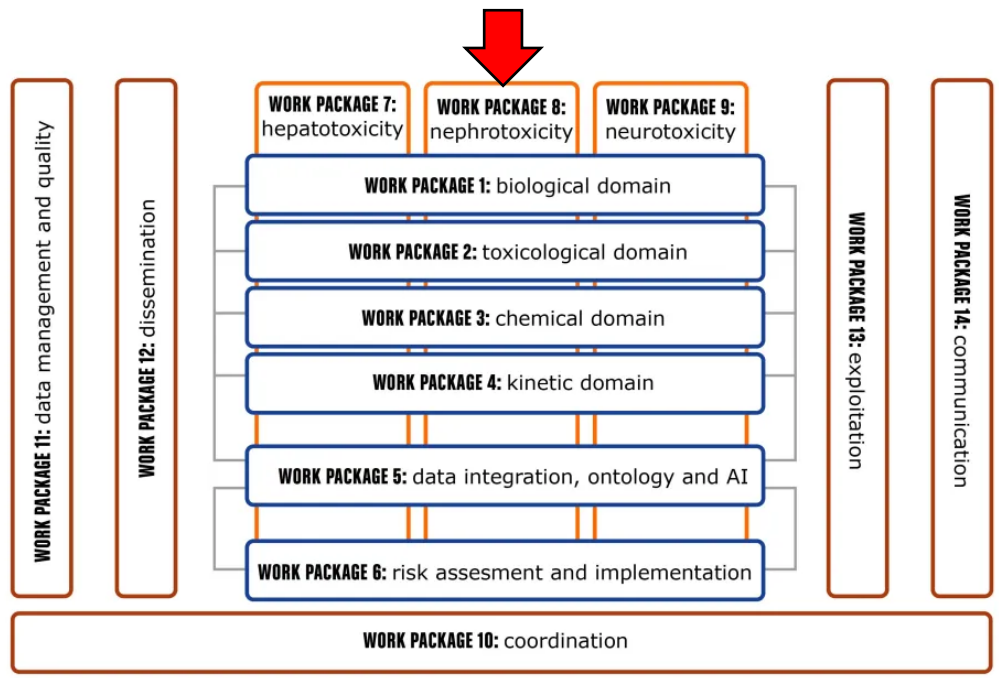 WORK PACKAGE 7:
hepatotoxicity
WORK PACKAGE 8:
nephrotoxicity
WORK PACKAGE 9:
neurotoxicity
WORK PACKAGE 1: biological domain
WORK PACKAGE 2: toxicological domain
WORK PACKAGE 3: chemical domain
WORK PACKAGE 4: kinetic domain
WORK PACKAGE 5: data integration, ontology and AI
WORK PACKAGE 6: risk assesment and implementation
WORK PACKAGE 11: data management and quality
WORK PACKAGE 12: dissemination
WORK PACKAGE 13: exploitation
WORK PACKAGE 14: communication
WORK PACKAGE 10: coordination